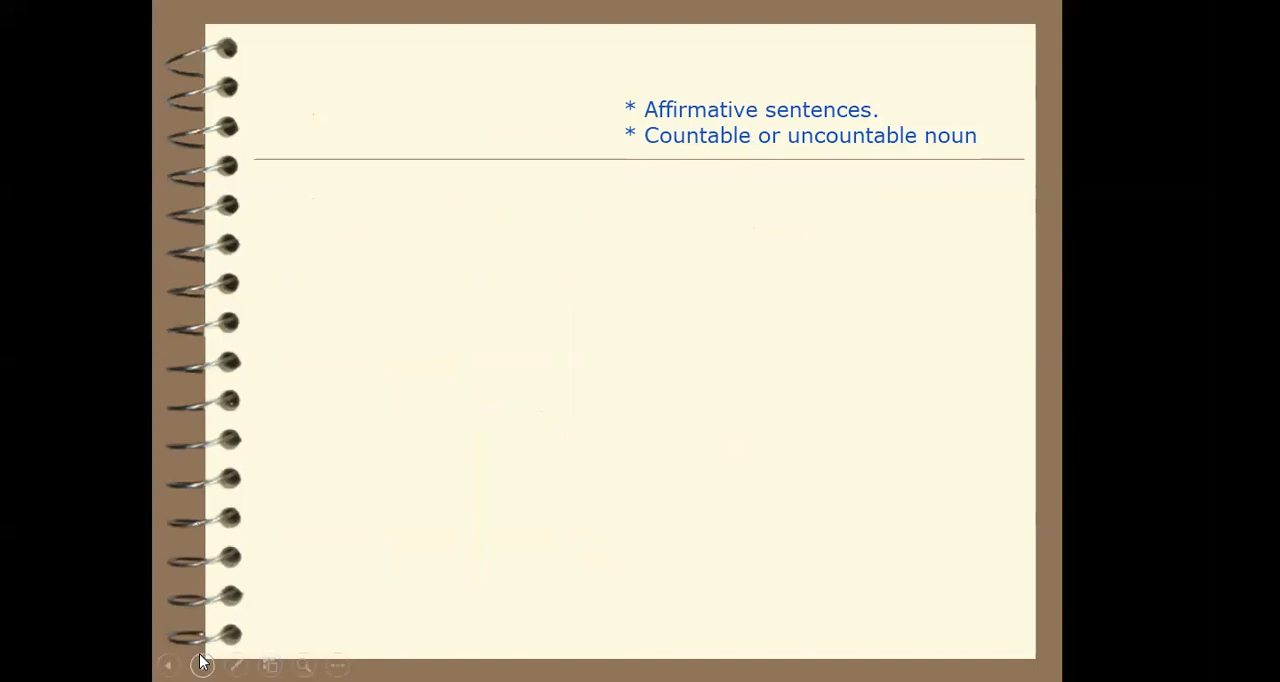 * Affirmative sentences.
* Countable or uncountable noun